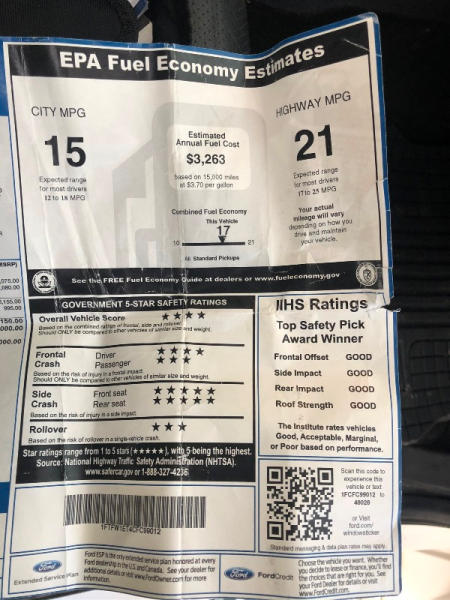 EPA Fuel Economy Estimates
CITY MPG
15
Expected range
for most drivers
12 to 18 MPG
Estimated
Annual Fuel Cost
$3,263
based on 15,000 miles
at $3.70 per gallon
Combined Fuel Economy
This Vehicle
17
10 21
All Standard Pickups
HIGHWAY MPG
21
Expected range
for most drivers
17 to 25 MPG
Your actual
mileage will vary
depending on how you
drive and maintain
your vehicle.
See the FREE Fuel Economy Guide at dealers or www.fueleconomy.gov
GOVERNMENT 5-STAR SAFETY RATINGS
Overall Vehicle Score ★★★★
Based on the combined ratings of frontal, side and rollover.
Should ONLY be compared to other vehicles of similar size and weight.
Frontal Driver ★★★★
Crash Passenger ★★★
Based on the risk of injury in a frontal impact.
Should ONLY be compared to other vehicles of similar size and weight.
Side Front seat ★★★★★
Crash Rear seat ★★★★★
Based on the risk of injury in a side impact.
Rollover ★★★
Based on the risk of rollover in a single-vehicle crash.
Star ratings range from 1 to 5 stars (★★★★★), with 5 being the highest.
Source: National Highway Traffic Safety Administration (NHTSA).
www.safercar.gov or 1-888-327-4236
IIHS Ratings
Top Safety Pick
Award Winner
Frontal Offset GOOD
Side Impact GOOD
Rear Impact GOOD
Roof Strength GOOD
The Institute rates vehicles
Good, Acceptable, Marginal,
or Poor based on performance.
Scan this code to
experience this
vehicle or text
1FCFC99012 to
48028
or Visit
ford.com/
windowsticker
Standard messaging & data plan rates may apply.
1FTFW1ET4CFC99012
Ford
Extended Service Plan
Ford ESP is the only extended service plan honored at every
Ford dealership in the U.S. and Canada. See your dealer for
additional details or visit www.FordOwner.com for more
information.
Ford
FordCredit
Choose the vehicle you want. Whether
you decide to lease or finance, you'll find
the choices that are right for you. See
your Ford Dealer for details or visit
www.FordCredit.com.